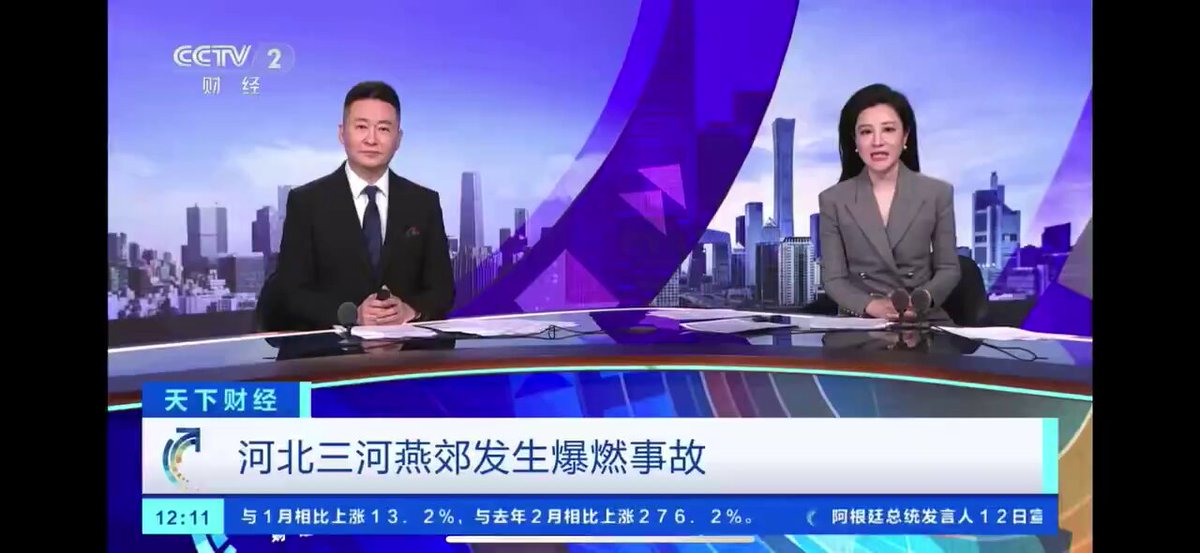 CCTV 2
财 经
天下财经
河北三河燕郊发生爆燃事故
12:11
与1月相比上涨13.2%,与去年2月相比上涨276.2%。
阿根廷总统发言人12日宣